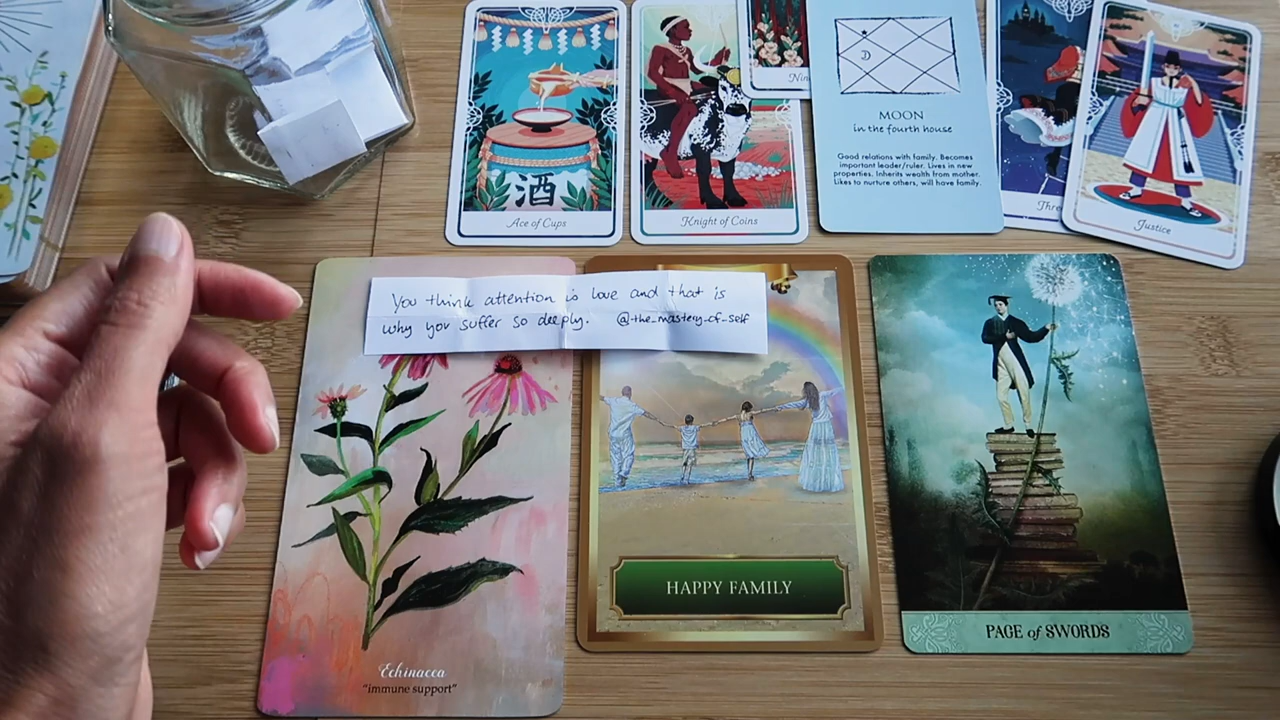 酒
Ace of Cups
Knight of Coins
Nin
MOON
in the fourth house
Good relations with family. Becomes
important leader/ruler. Lives in new
properties. Inherits wealth from mother.
Likes to nurture others, will have family.
Thre
Justice
You think attention is love and that is
why you suffer so deeply. @the_mastery_of_self
Echinacea
"immune support"
HAPPY FAMILY
PAGE of SWORDS